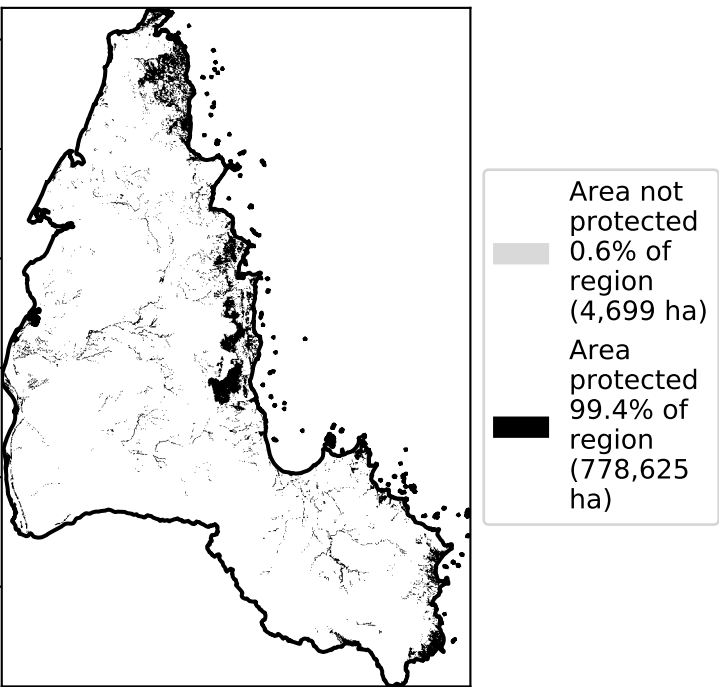 Area not
protected
0.6% of
region
(4,699 ha)
Area
protected
99.4% of
region
(778,625
ha)